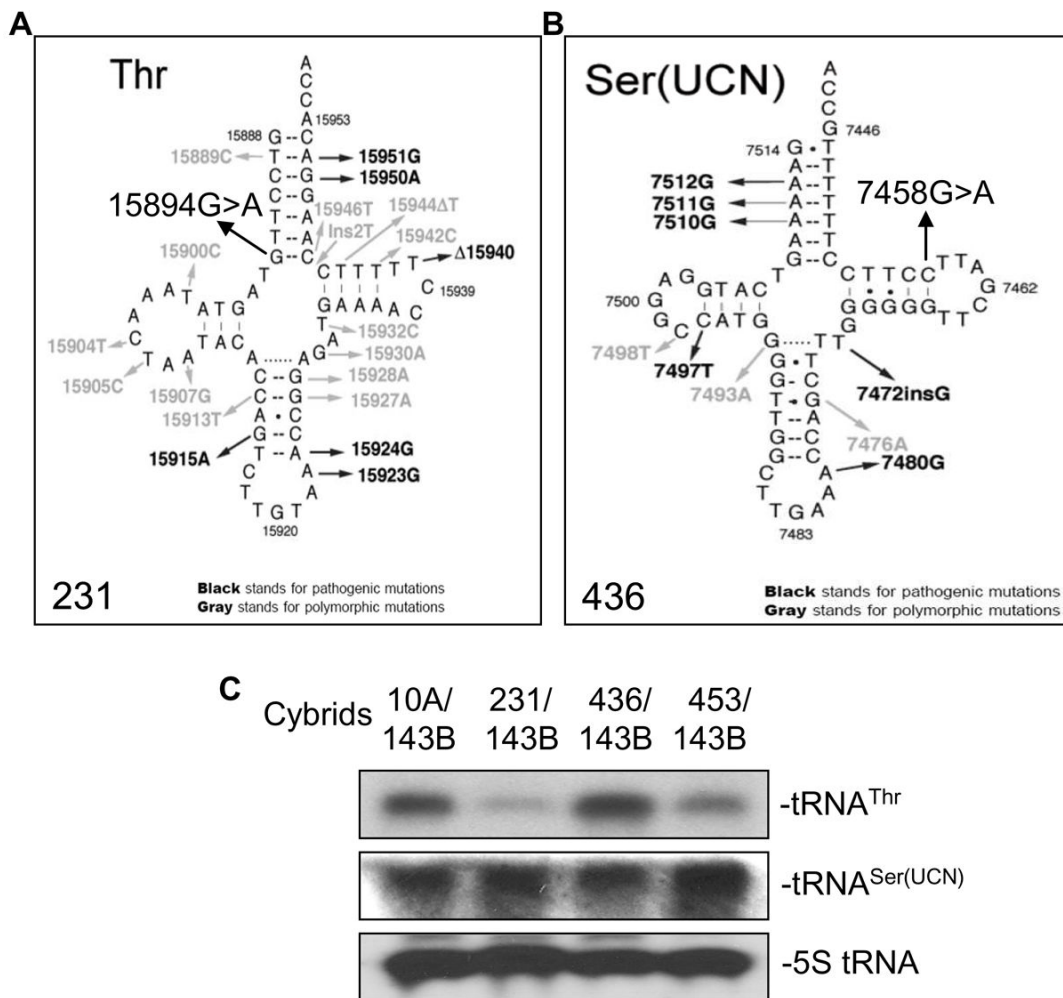 A
Thr
A
C
C
A
15888
15953
G -- C
15889C
T -- A
15951G
C -- G
15950A
C -- G
15894G>A
T -- A
T -- A
G C
15946T
Ins2T
15944ΔT
15942C
Δ15940
15900C
C T T T T T
C
15939
G A A A A A C
15904T
15905C
15907G
15913T
15932C
15930A
15928A
15927A
15915A
15924G
15923G
15920
231
Black stands for pathogenic mutations
Gray stands for polymorphic mutations
B
Ser(UCN)
A
C
C
G
7446
7514
G • T
A -- T
7512G
A -- T
7511G
A -- T
7510G
A -- T
A -- T
G -- C
7458G>A
C T T C C T T A G C T T G G G G G
7462
7500
7498T
7497T
7493A
7472insG
7476A
7480G
7483
436
Black stands for pathogenic mutations
Gray stands for polymorphic mutations
C
Cybrids
10A/ 231/ 436/ 453/
143B 143B 143B 143B
-tRNAThr
-tRNASer(UCN)
-5S tRNA